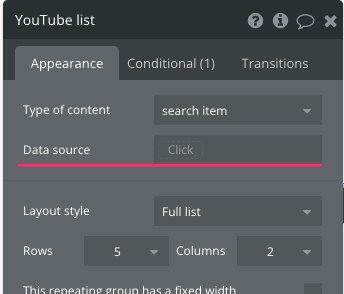 YouTube list
Appearance Conditional (1) Transitions
Type of content search item
Data source Click
Layout style Full list
Rows 5 Columns 2
This repeating group has a fixed width